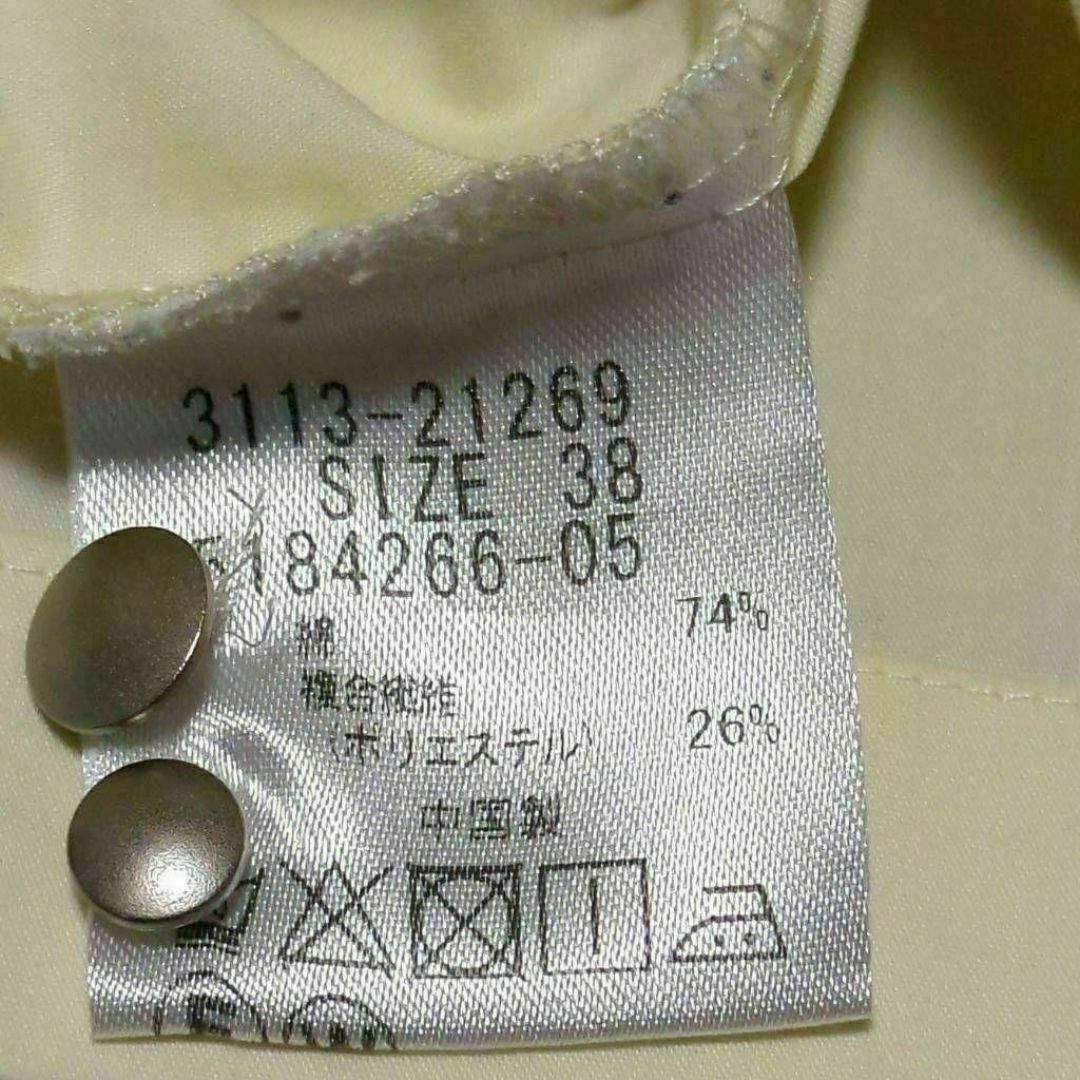 3113-21269
SIZE 38
5184266-05
綿 74%
複合繊維
(ポリエステル) 26%
中国製